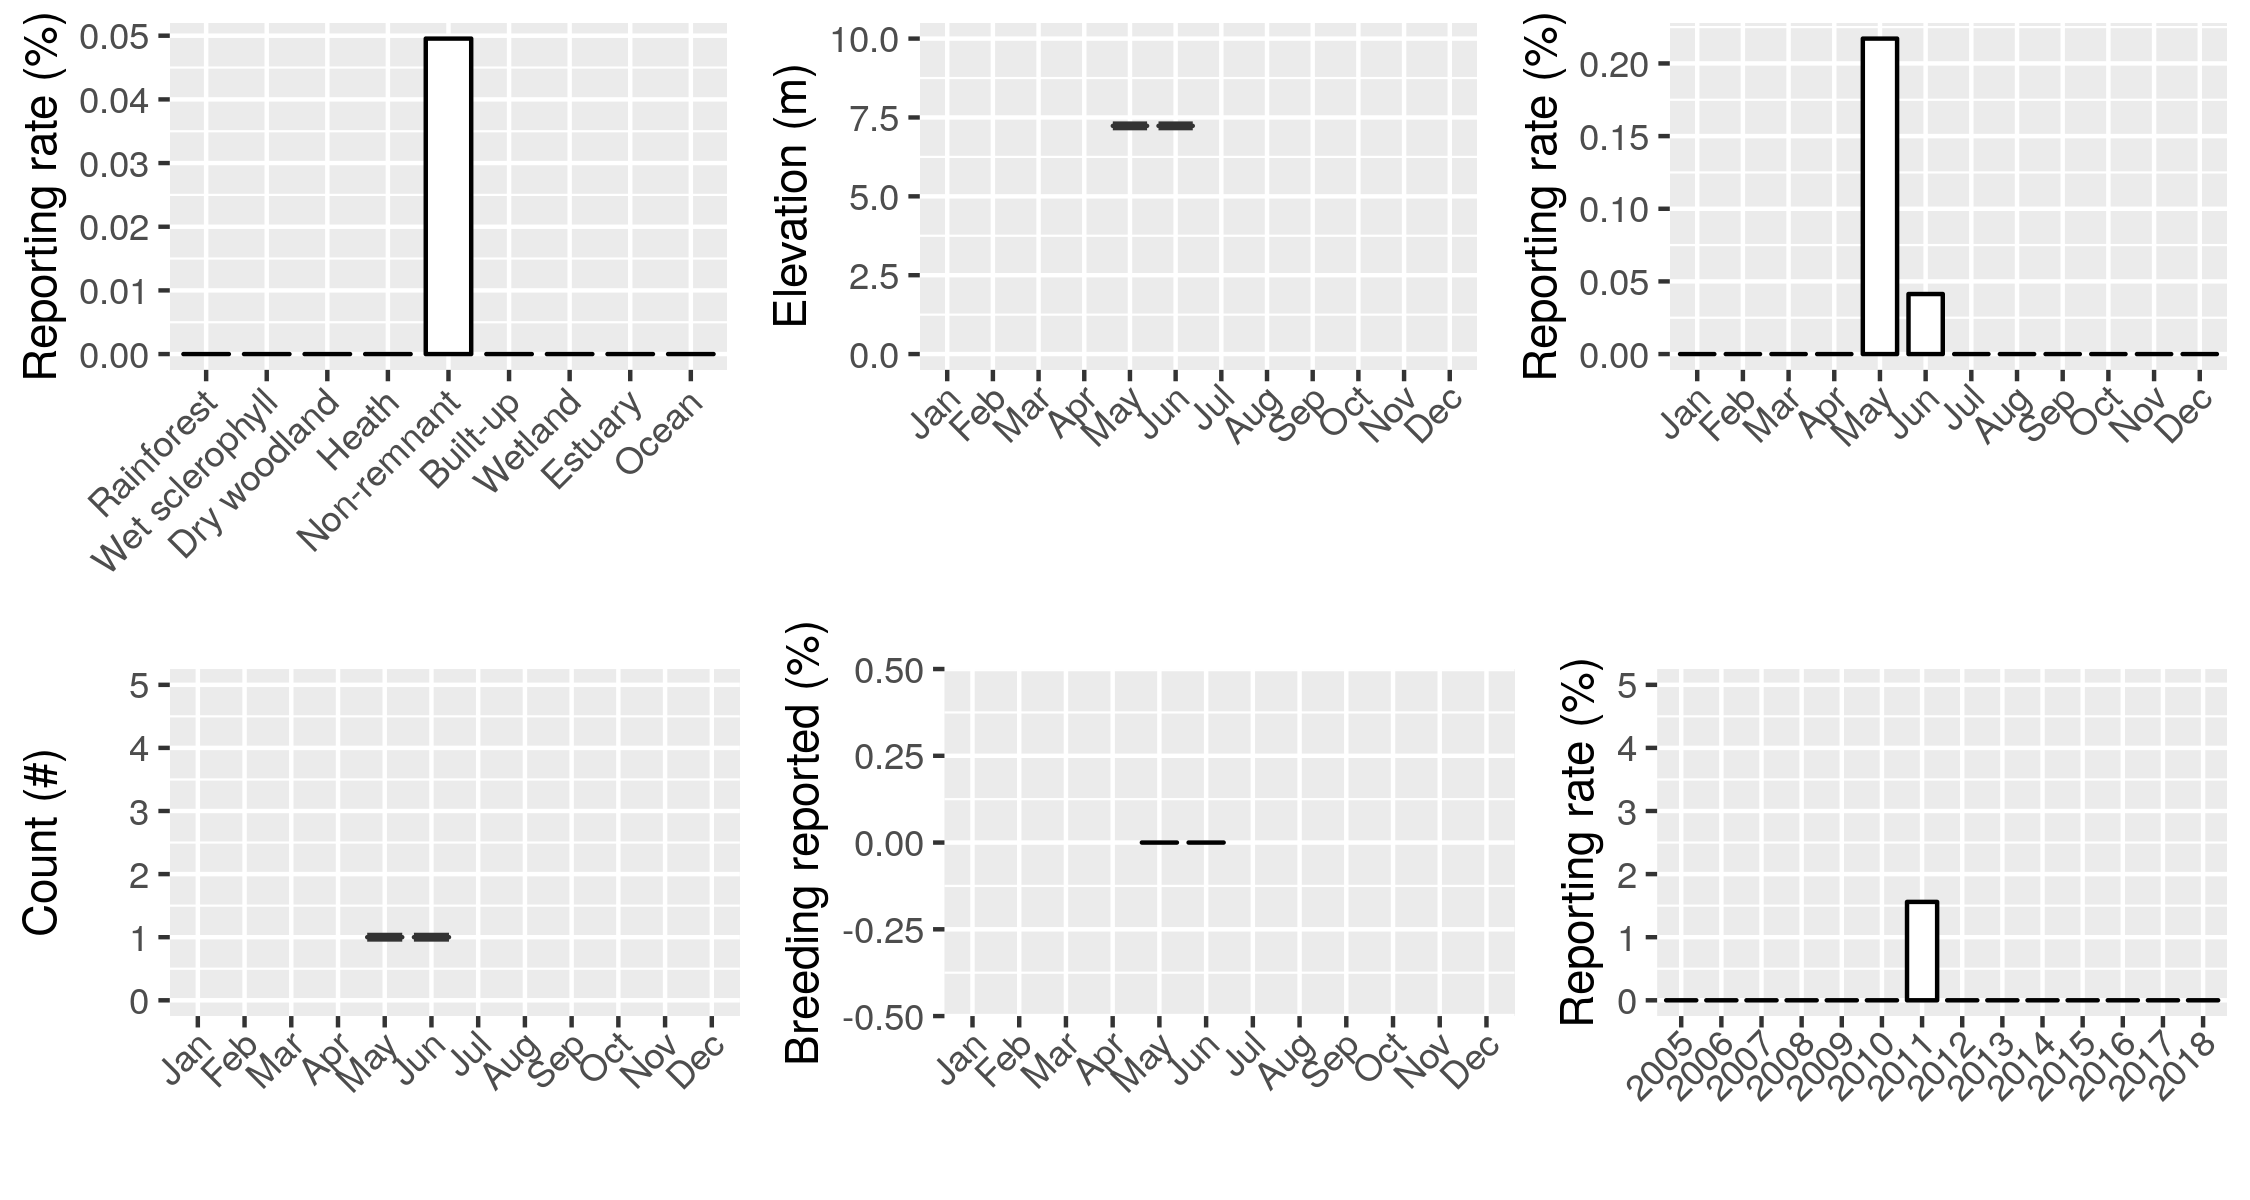 Reporting rate (%)
0.05
0.04
0.03
0.02
0.01
0.00
Rainforest
Wet sclerophyll
Dry woodland
Heath
Non-remnant
Built-up
Wetland
Estuary
Ocean
Elevation (m)
10.0
7.5
5.0
2.5
0.0
Jan
Feb
Mar
Apr
May
Jun
Jul
Aug
Sep
Oct
Nov
Dec
Reporting rate (%)
0.20
0.15
0.10
0.05
0.00
Jan
Feb
Mar
Apr
May
Jun
Jul
Aug
Sep
Oct
Nov
Dec
Count (#)
5
4
3
2
1
0
Jan
Feb
Mar
Apr
May
Jun
Jul
Aug
Sep
Oct
Nov
Dec
Breeding reported (%)
0.50
0.25
0.00
-0.25
-0.50
Jan
Feb
Mar
Apr
May
Jun
Jul
Aug
Sep
Oct
Nov
Dec
Reporting rate (%)
5
4
3
2
1
0
2005
2006
2007
2008
2009
2010
2011
2012
2013
2014
2015
2016
2017
2018